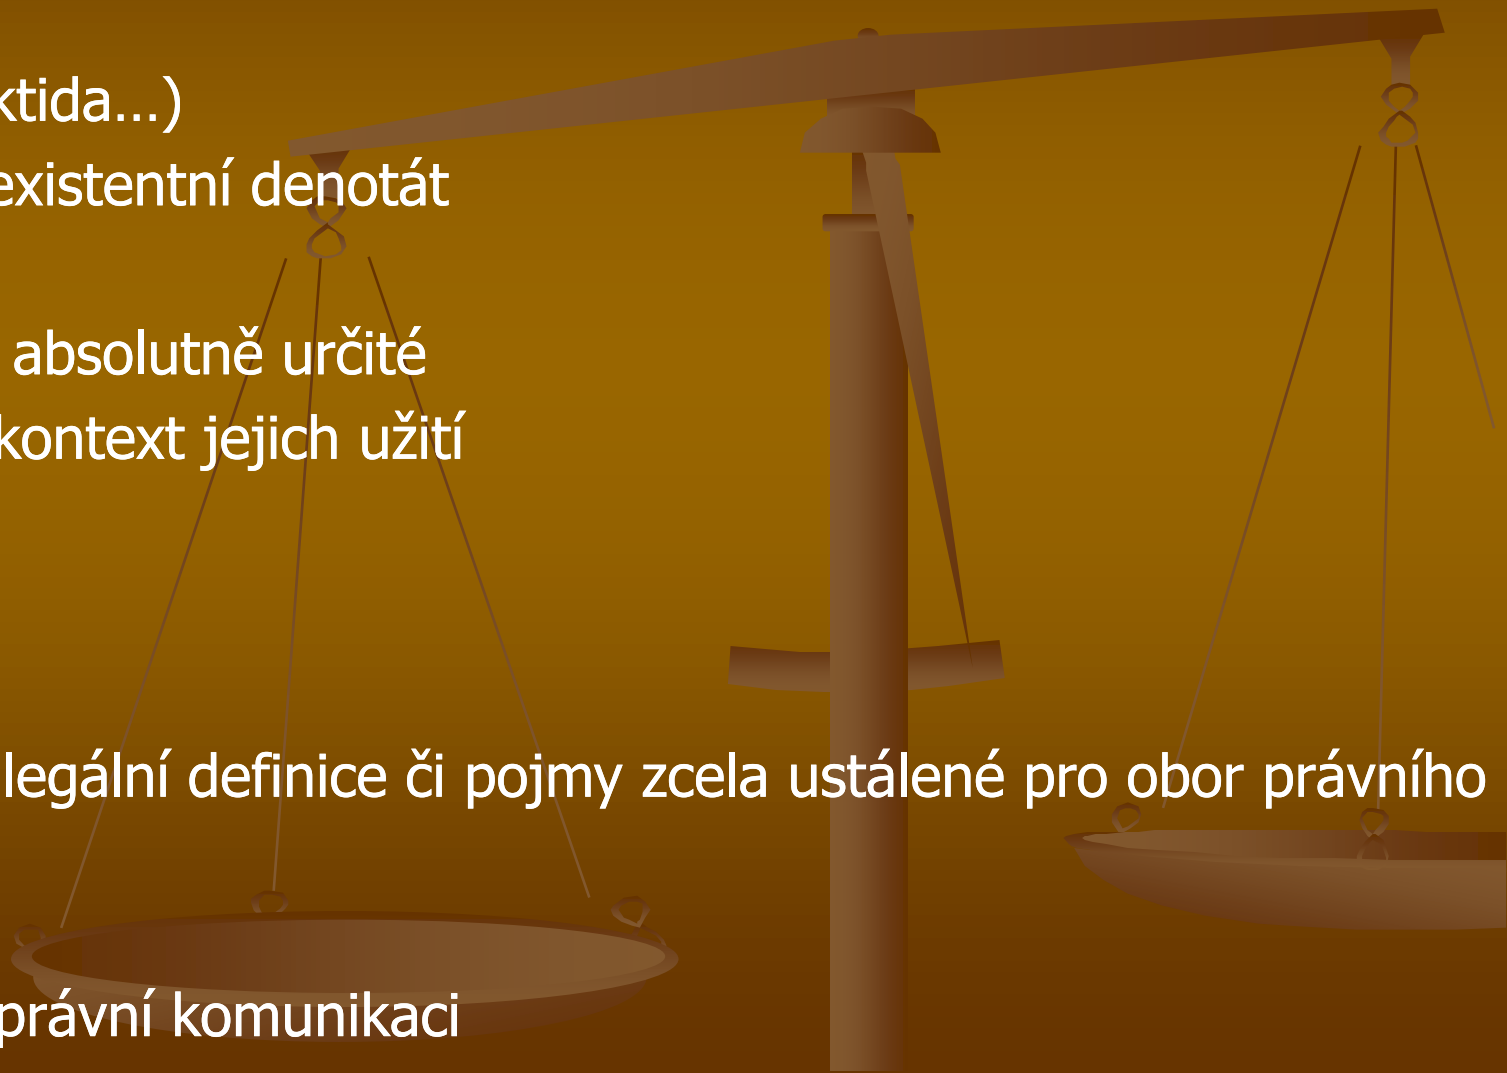 ktida…)
existentní denotát
absolutně určité
kontext jejich užití
legální definice či pojmy zcela ustálené pro obor právního
právní komunikaci